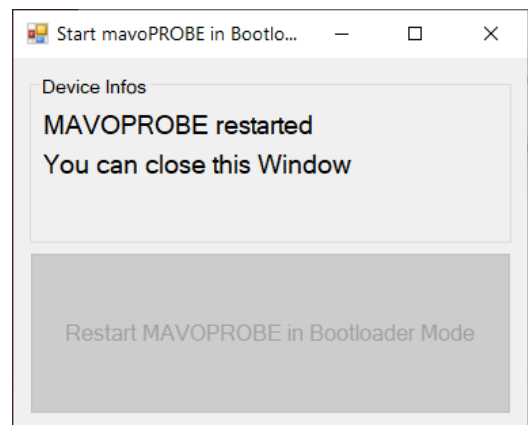 Start mavoPROBE in Bootlo...
Device Infos
MAVOPROBE restarted
You can close this Window
Restart MAVOPROBE in Bootloader Mode